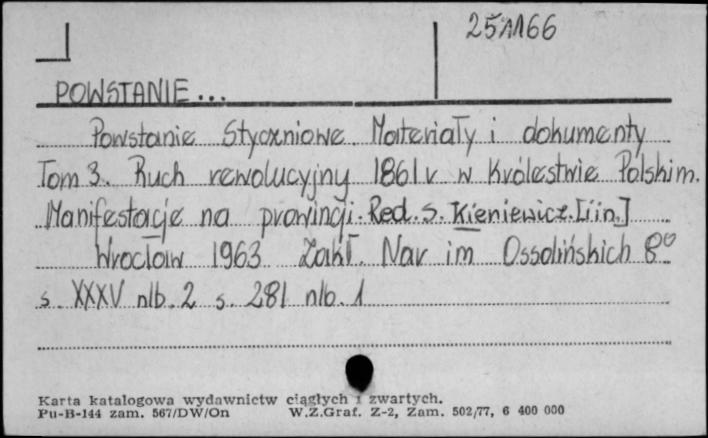 251166
POWSTANIE...
Powstanie Styczniowe Materiały i dokumenty
Tom 3. Ruch rewolucyjny 1861 r w Królestwie Polskim.
Manifestacje na prowincji. Red. S. Kieniewicz. [i in.]
Wrocław 1963 Zakł. Nar im Ossolińskich 8°
s. XXXV nlb. 2 s. 281 nlb. 1
Karta katalogowa wydawnictw ciągłych i zwartych.
Pu-B-144 zam. 567/DW/On W.Z.Graf. Z-2, Zam. 502/77, 6 400 000